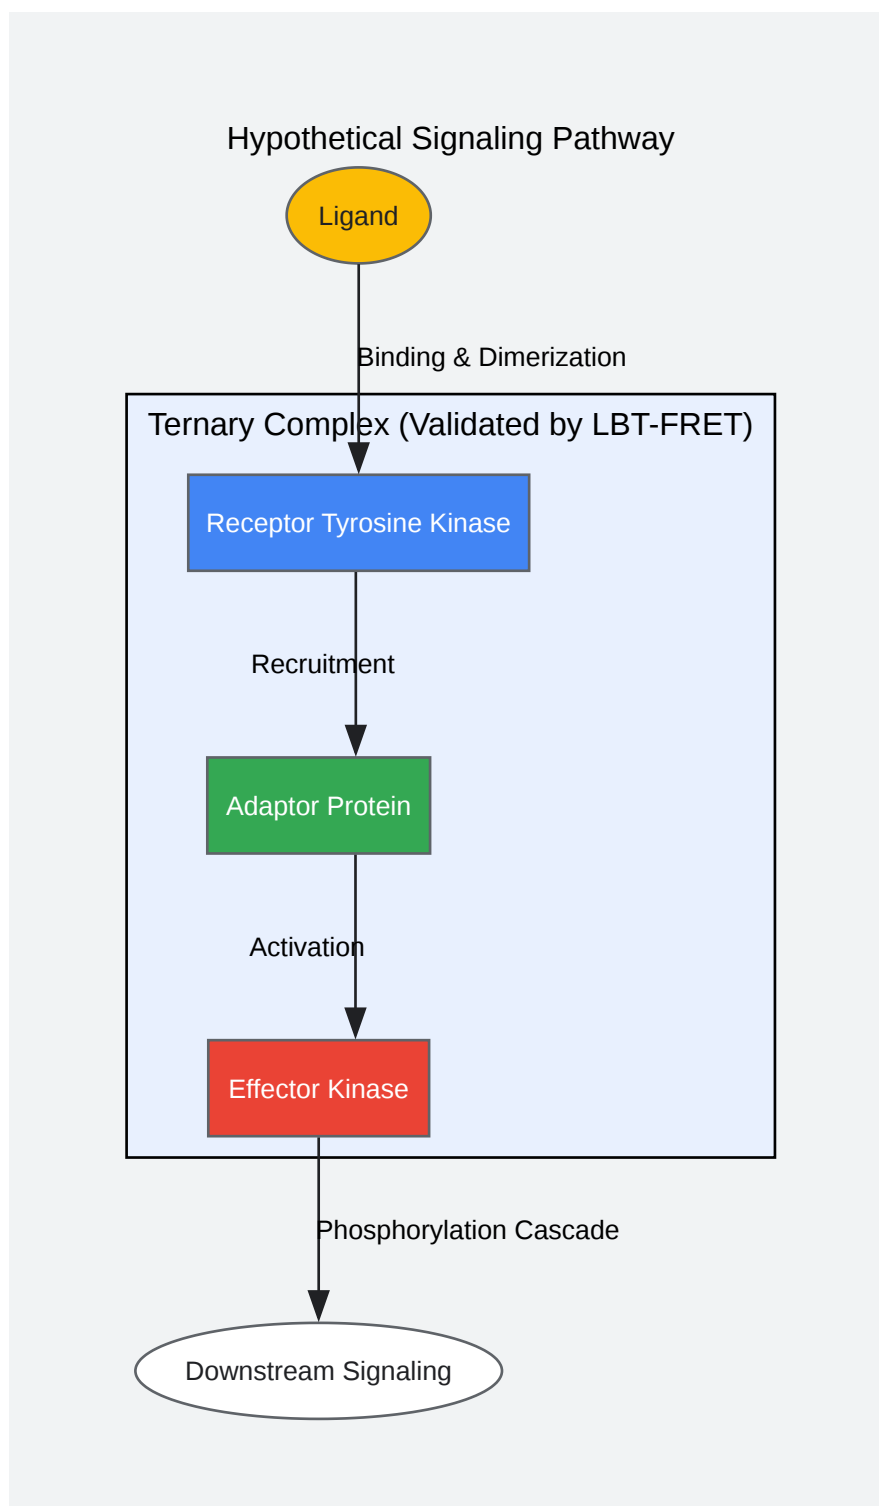 Hypothetical Signaling Pathway
Ligand
Binding & Dimerization
Ternary Complex (Validated by LBT-FRET)
Receptor Tyrosine Kinase
Recruitment
Adaptor Protein
Activation
Effector Kinase
Phosphorylation Cascade
Downstream Signaling